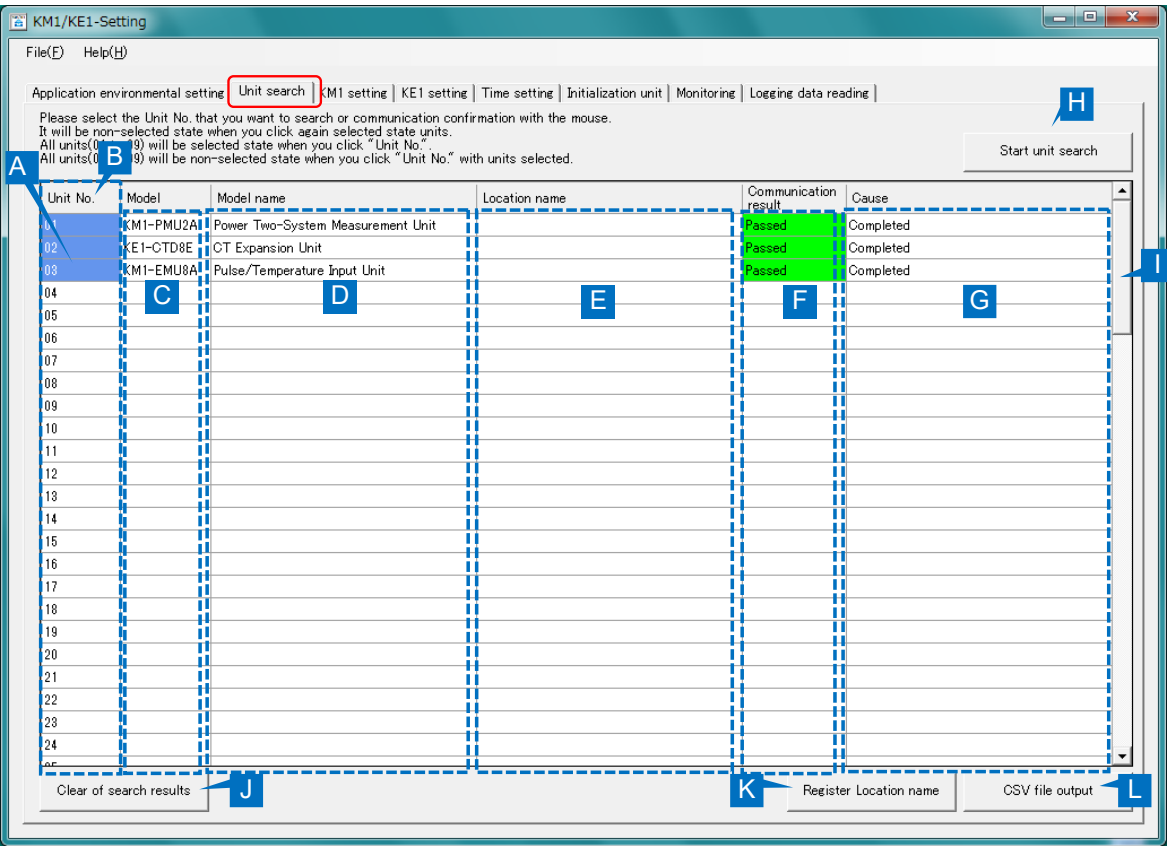 KM1/KE1-Setting
File(F) Help(H)
Application environmental setting Unit search KM1 setting KE1 setting Time setting Initialization unit Monitoring Logging data reading
H
Please select the Unit No. that you want to search or communication confirmation with the mouse.
It will be non-selected state when you click again selected state units.
All units( 09) will be selected state when you click "Unit No.".
All units(0 9) will be non-selected state when you click "Unit No." with units selected.
Start unit search
A
B
Unit No. Model Model name Location name Communication result Cause
01 KM1-PMU2A Power Two-System Measurement Unit Passed Completed
02 KE1-CTD8E CT Expansion Unit Passed Completed
03 KM1-EMU8A Pulse/Temperature Input Unit Passed Completed
I
04
C D E F G
05
06
07
08
09
10
11
12
13
14
15
16
17
18
19
20
21
22
23
24
Clear of search results J K Register Location name CSV file output L